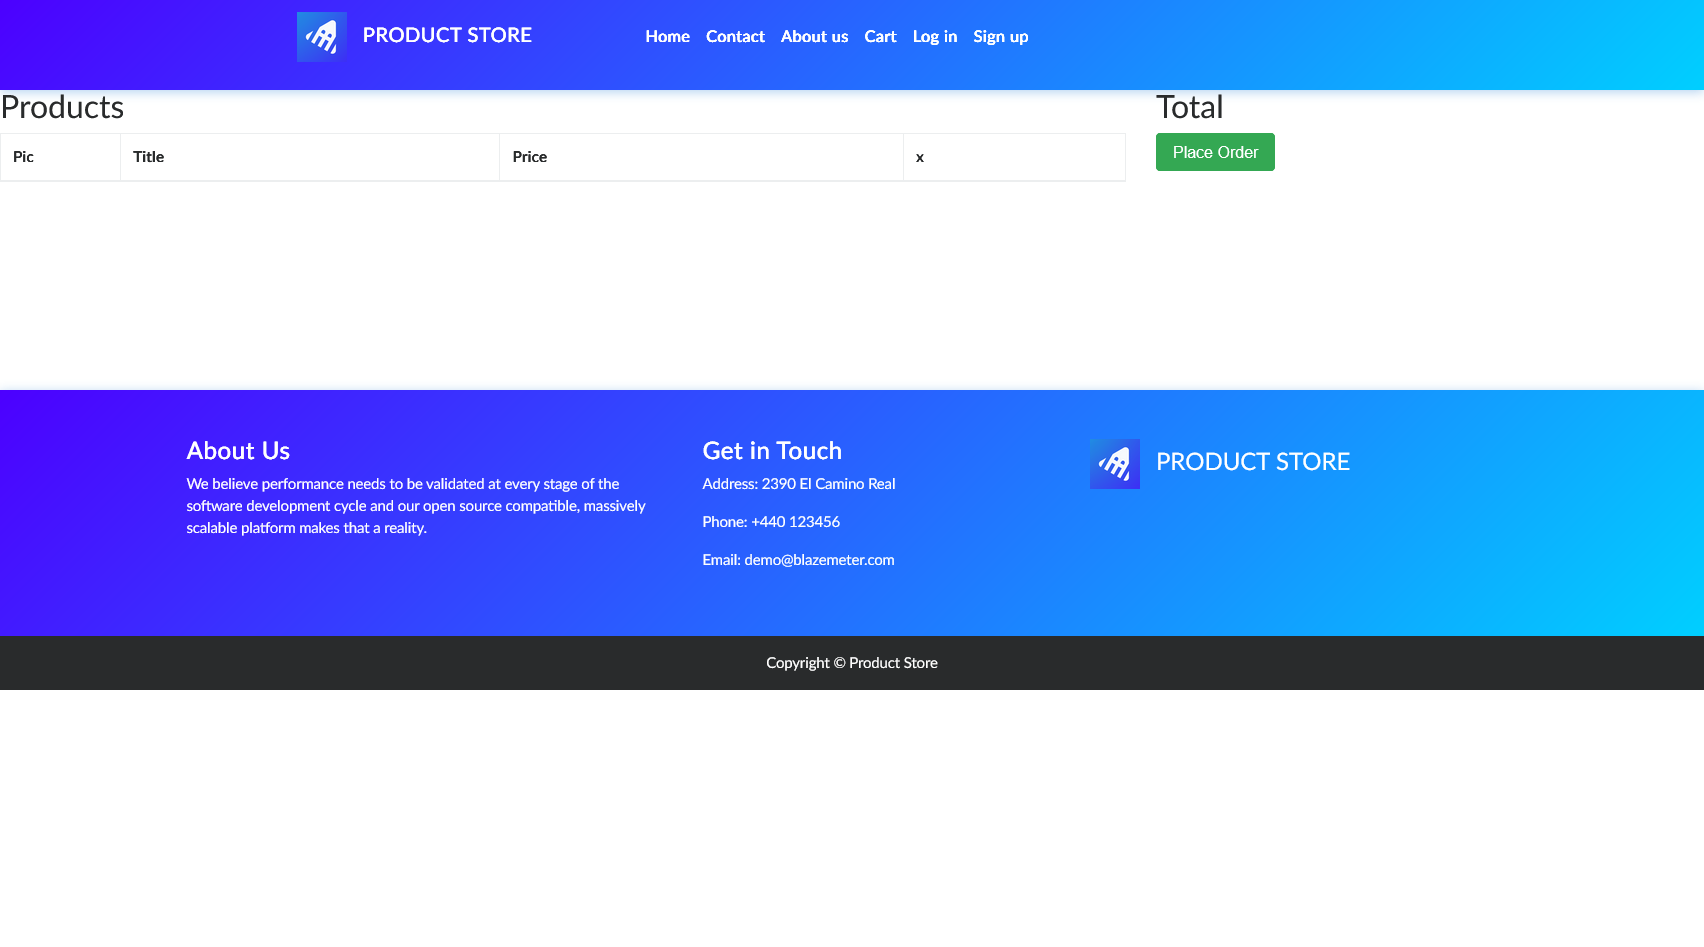 PRODUCT STORE
Home Contact About us Cart Log in Sign up
Products
Pic Title Price x
Total
Place Order
About Us
We believe performance needs to be validated at every stage of the
software development cycle and our open source compatible, massively
scalable platform makes that a reality.
Get in Touch
Address: 2390 El Camino Real
Phone: +440 123456
Email: demo@blazemeter.com
PRODUCT STORE
Copyright © Product Store